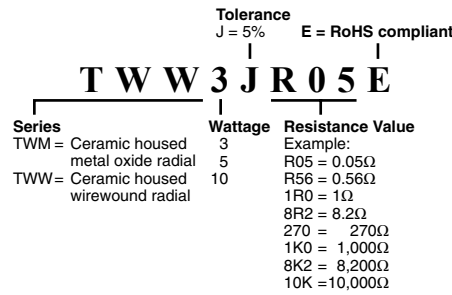 Tolerance
J = 5%
E = RoHS compliant
T W W 3 J R 0 5 E
Series
TWM = Ceramic housed
metal oxide radial
TWW = Ceramic housed
wirewound radial
Wattage
3
5
10
Resistance Value
Example:
R05 = 0.05Ω
R56 = 0.56Ω
1R0 = 1Ω
8R2 = 8.2Ω
270 = 270Ω
1K0 = 1,000Ω
8K2 = 8,200Ω
10K =10,000Ω